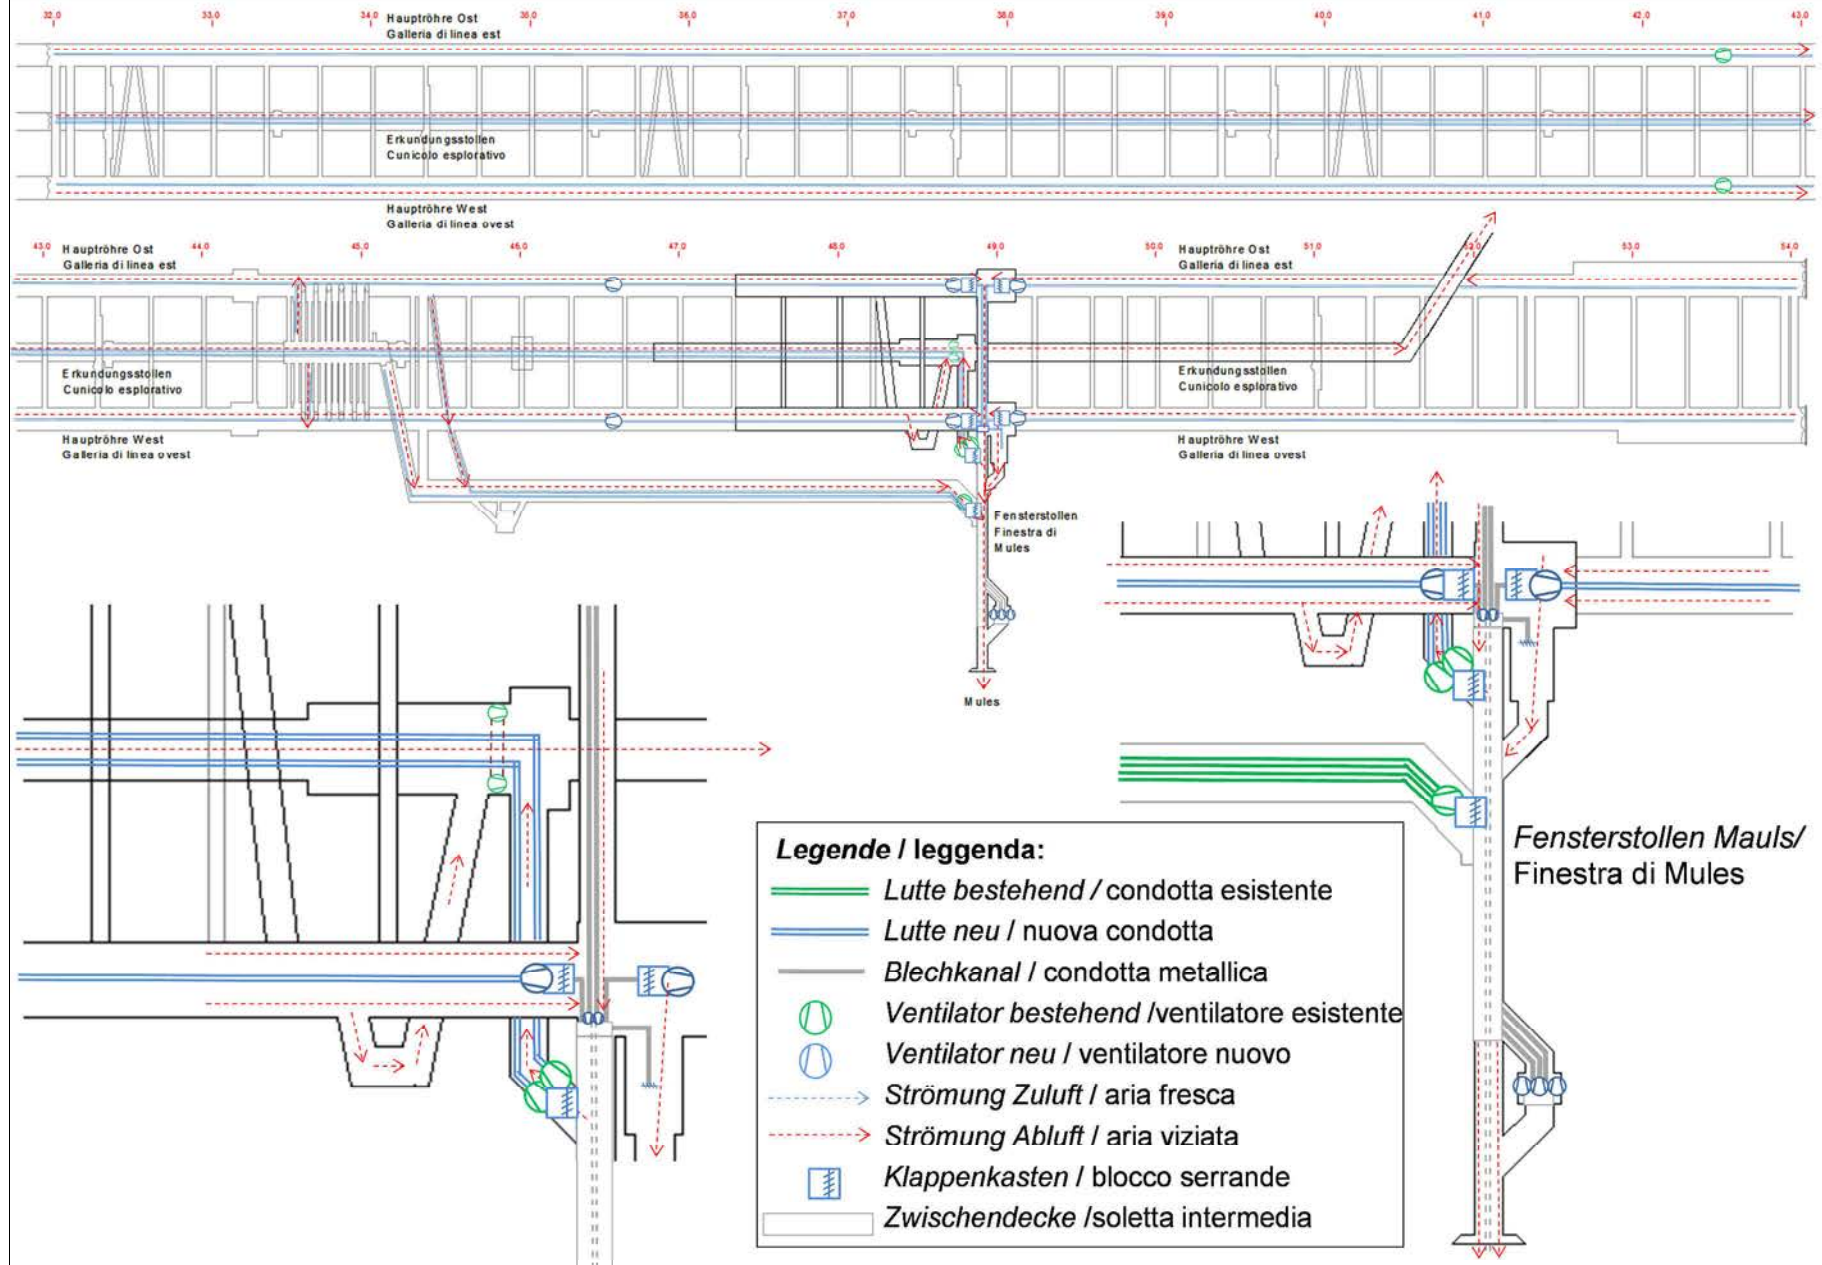 32.0 33.0 34.0 35.0 36.0 37.0 38.0 39.0 40.0 41.0 42.0 43.0
Hauptröhre Ost
Galleria di linea est
Erkundungsstollen
Cunicolo esplorativo
Hauptröhre West
Galleria di linea ovest
43.0 44.0 45.0 46.0 47.0 48.0 49.0 50.0 51.0 52.0 53.0 54.0
Hauptröhre Ost
Galleria di linea est
Hauptröhre Ost
Galleria di linea est
Erkundungsstollen
Cunicolo esplorativo
Erkundungsstollen
Cunicolo esplorativo
Hauptröhre West
Galleria di linea ovest
Hauptröhre West
Galleria di linea ovest
Fensterstollen
Finestra di
Mules
Mules
Fensterstollen Mauls/
Finestra di Mules
Legende / leggenda:
Lutte bestehend / condotta esistente
Lutte neu / nuova condotta
Blechkanal / condotta metallica
Ventilator bestehend /ventilatore esistente
Ventilator neu / ventilatore nuovo
Strömung Zuluft / aria fresca
Strömung Abluft / aria viziata
Klappenkasten / blocco serrande
Zwischendecke /soletta intermedia